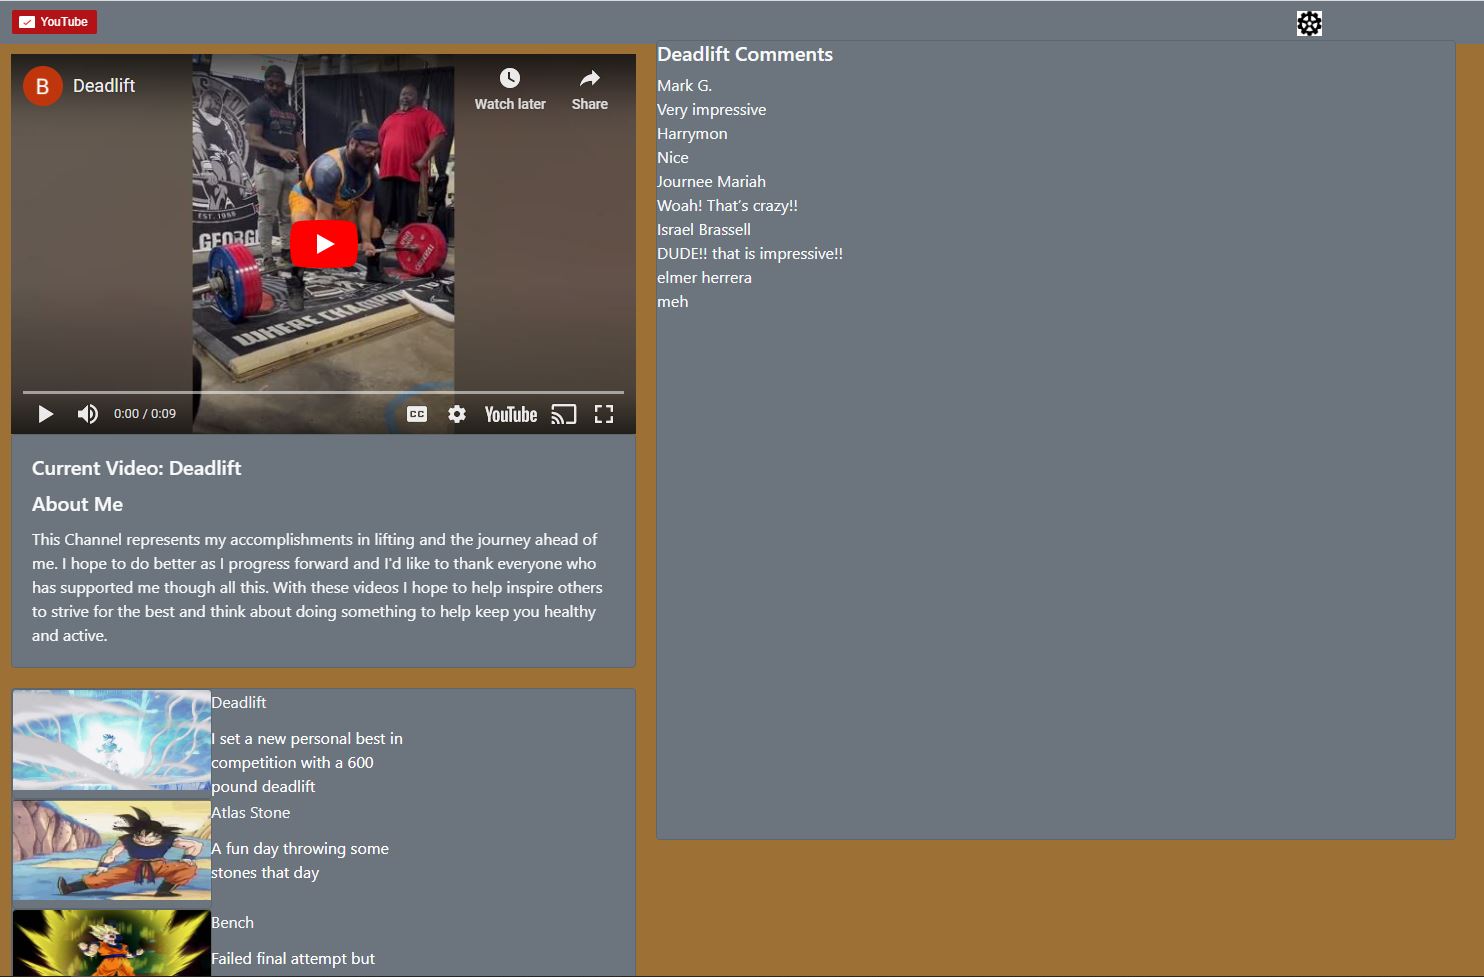 YouTube
B Deadlift
Watch later
Share
EST. 1988
GEORG
WHERE CHAMPION
0:00 / 0:09
CC
YouTube
Current Video: Deadlift
About Me
This Channel represents my accomplishments in lifting and the journey ahead of
me. I hope to do better as I progress forward and I'd like to thank everyone who
has supported me though all this. With these videos I hope to help inspire others
to strive for the best and think about doing something to help keep you healthy
and active.
Deadlift
I set a new personal best in
competition with a 600
pound deadlift
Atlas Stone
A fun day throwing some
stones that day
Bench
Failed final attempt but
Deadlift Comments
Mark G.
Very impressive
Harrymon
Nice
Journee Mariah
Woah! That's crazy!!
Israel Brassell
DUDE!! that is impressive!!
elmer herrera
meh